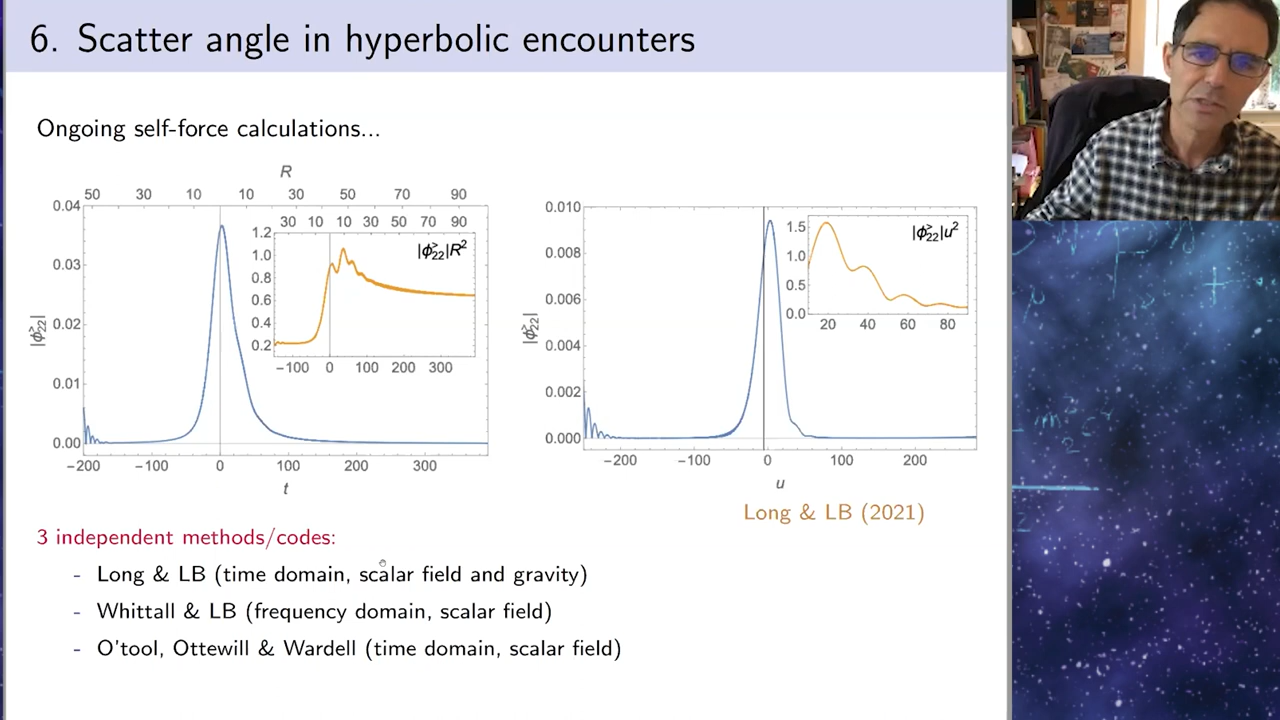 6. Scatter angle in hyperbolic encounters
Ongoing self-force calculations...
R
50 30 10 10 30 50 70 90
30 10 10 30 50 70 90
0.04
0.03
0.02
0.01
0.00
1.2
1.0
0.8
0.6
0.4
0.2
|ϕ>22|R²
−100 0 100 200 300
|ϕ>22|
−200 −100 0 100 200 300
t
0.010
0.008
0.006
0.004
0.002
0.000
1.5
1.0
0.5
0.0
|ϕ>22|u²
20 40 60 80
|ϕ>22|
−200 −100 0 100 200
u
Long & LB (2021)
3 independent methods/codes:
- Long & LB (time domain, scalar field and gravity)
- Whittall & LB (frequency domain, scalar field)
- O'tool, Ottewill & Wardell (time domain, scalar field)